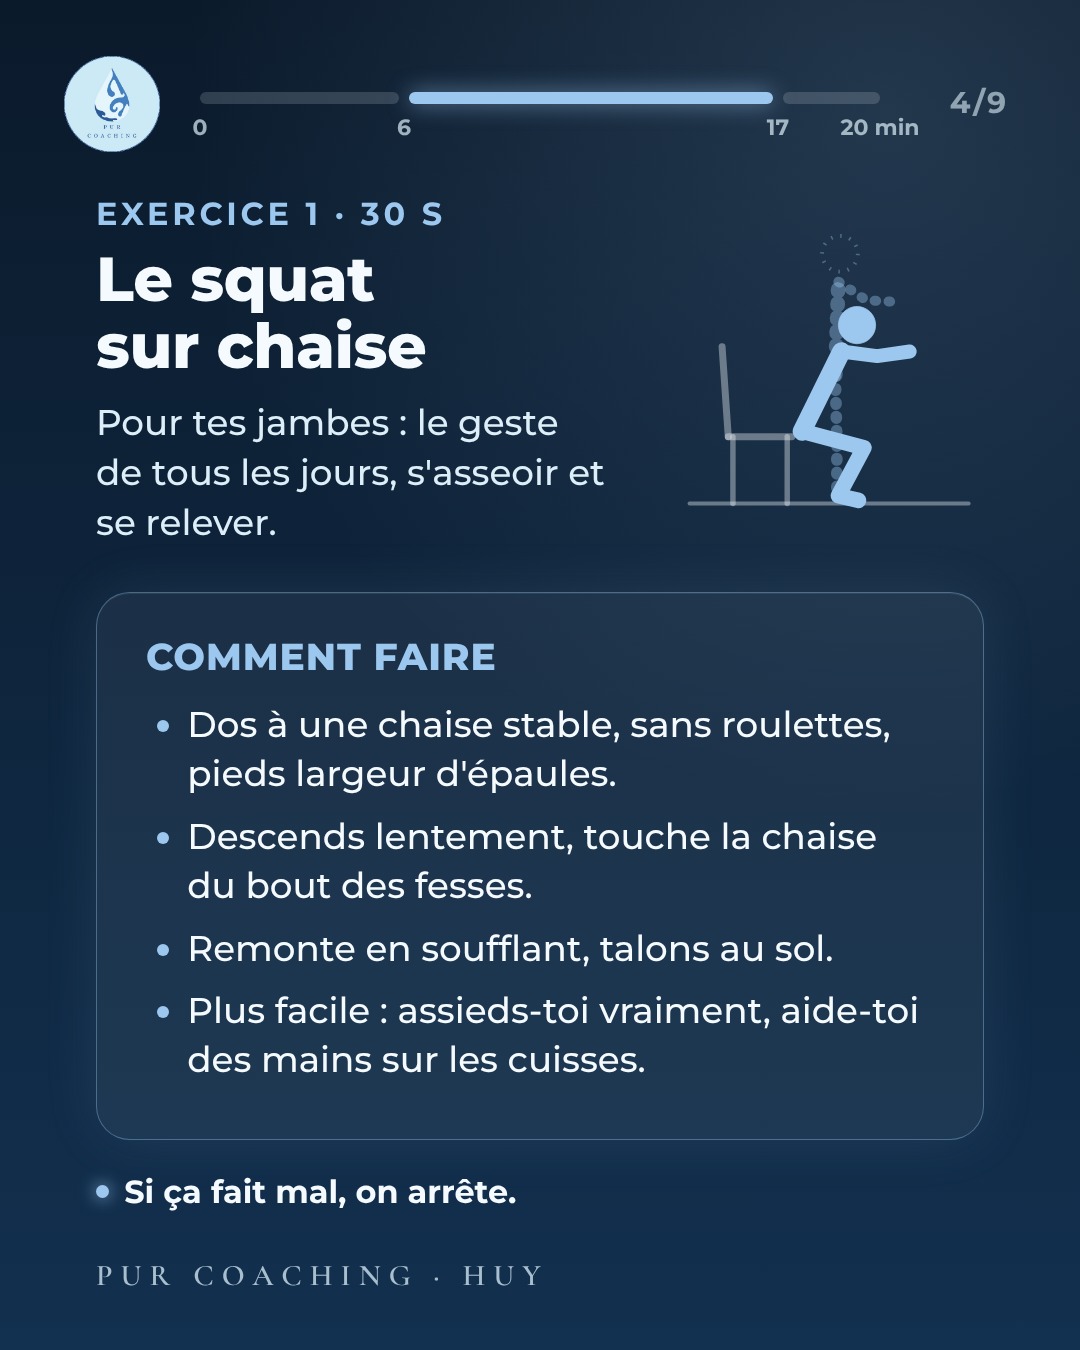 PUR
COACHING
0
6
17
20 min
4/9
EXERCICE 1 · 30 S
Le squat
sur chaise
Pour tes jambes : le geste
de tous les jours, s'asseoir et
se relever.
COMMENT FAIRE
• Dos à une chaise stable, sans roulettes,
pieds largeur d'épaules.
• Descends lentement, touche la chaise
du bout des fesses.
• Remonte en soufflant, talons au sol.
• Plus facile : assieds-toi vraiment, aide-toi
des mains sur les cuisses.
• Si ça fait mal, on arrête.
PUR COACHING · HUY